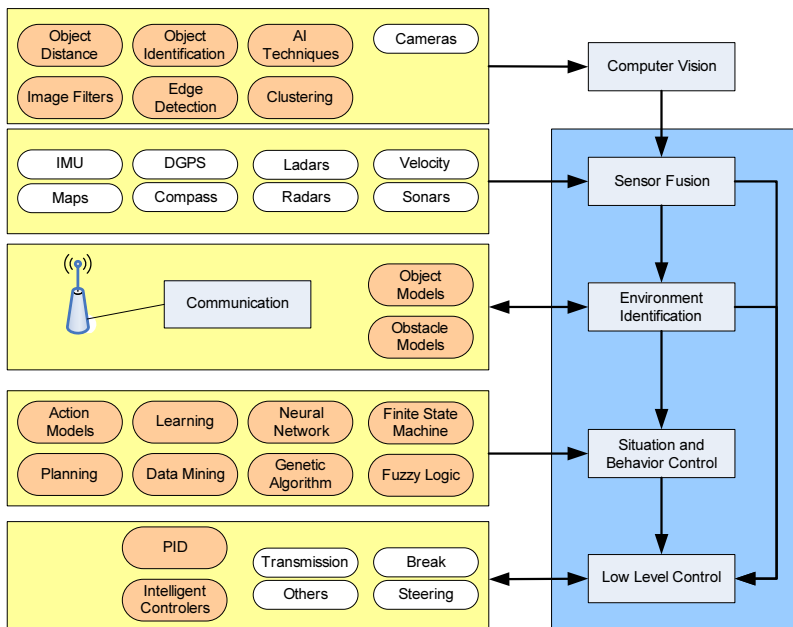 Object
Distance
Object
Identification
AI
Techniques
Cameras
Image Filters
Edge
Detection
Clustering
Computer Vision
IMU
DGPS
Ladars
Velocity
Maps
Compass
Radars
Sonars
Sensor Fusion
Communication
Object
Models
Obstacle
Models
Environment
Identification
Action
Models
Learning
Neural
Network
Finite State
Machine
Planning
Data Mining
Genetic
Algorithm
Fuzzy Logic
Situation and
Behavior Control
PID
Transmission
Break
Intelligent
Controlers
Others
Steering
Low Level Control